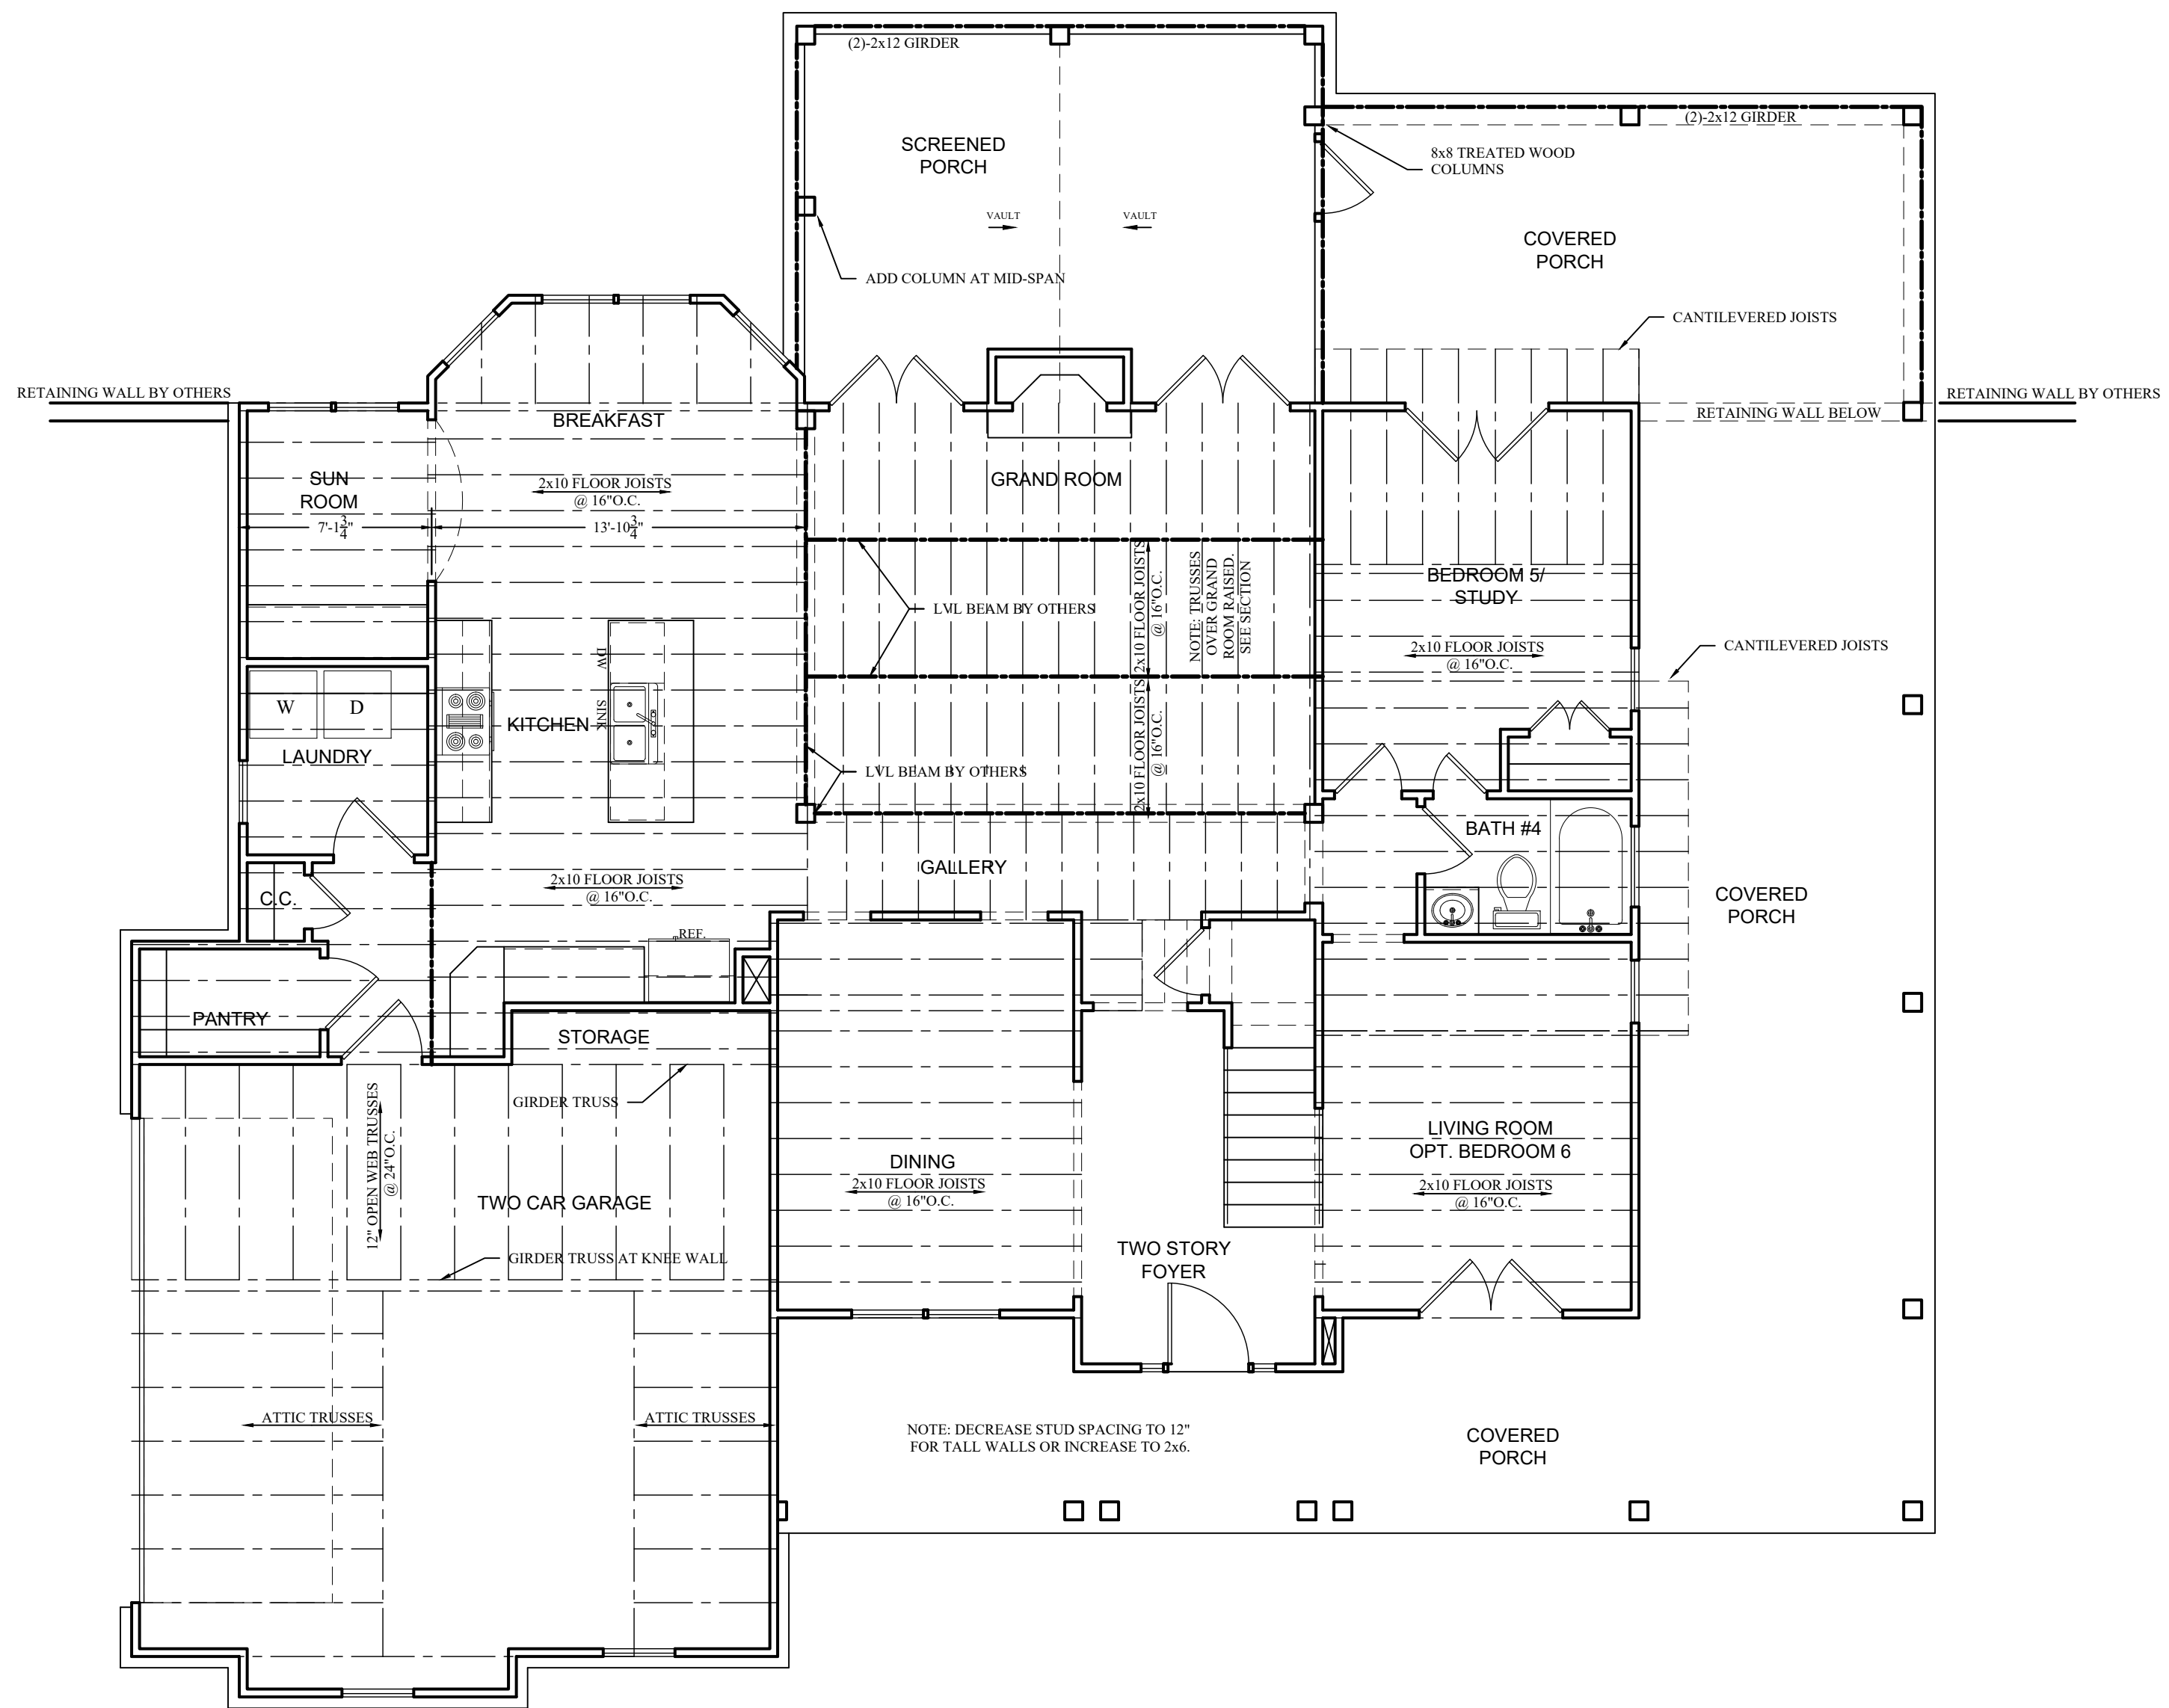 (2)-2x12 GIRDER
SCREENED
PORCH
(2)-2x12 GIRDER
8x8 TREATED WOOD
COLUMNS
VAULT
VAULT
COVERED
PORCH
ADD COLUMN AT MID-SPAN
CANTILEVERED JOISTS
RETAINING WALL BY OTHERS
RETAINING WALL BY OTHERS
RETAINING WALL BELOW
BREAKFAST
SUN
ROOM
2x10 FLOOR JOISTS
@ 16"O.C.
GRAND ROOM
7'-1 3/4"
13'-10 3/4"
2x10 FLOOR JOISTS
@ 16"O.C.
NOTE: TRUSSES
OVER GRAND
ROOM RAISED.
SEE SECTION
BEDROOM 5/
STUDY
LVL BEAM BY OTHERS
2x10 FLOOR JOISTS
@ 16"O.C.
CANTILEVERED JOISTS
DW
SINK
W
D
KITCHEN
LAUNDRY
LVL BEAM BY OTHERS
2x10 FLOOR JOISTS
@ 16"O.C.
BATH #4
GALLERY
2x10 FLOOR JOISTS
@ 16"O.C.
C.C.
COVERED
PORCH
REF.
PANTRY
STORAGE
GIRDER TRUSS
12" OPEN WEB TRUSSES
@ 24"O.C.
LIVING ROOM
OPT. BEDROOM 6
DINING
2x10 FLOOR JOISTS
@ 16"O.C.
2x10 FLOOR JOISTS
@ 16"O.C.
TWO CAR GARAGE
GIRDER TRUSS AT KNEE WALL
TWO STORY
FOYER
ATTIC TRUSSES
ATTIC TRUSSES
NOTE: DECREASE STUD SPACING TO 12"
FOR TALL WALLS OR INCREASE TO 2x6.
COVERED
PORCH